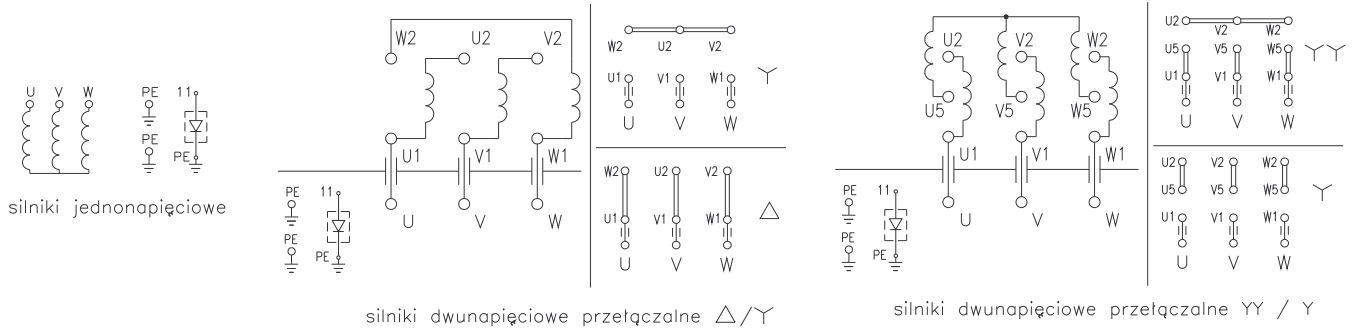 U V W PE 11
PE
PE
silniki jednonapięciowe
W2 U2 V2
U1 V1 W1
PE 11
PE
PE
U V W
W2 U2 V2
U1 V1 W1
U V W
W2 U2 V2
U1 V1 W1
U V W
silniki dwunapięciowe przełączalne △/Y
U2 V2 W2
U5 V5 W5
U1 V1 W1
PE 11
PE
PE
U V W
U2 V2 W2
U5 V5 W5 YY
U1 V1 W1
U V W
U2 V2 W2
U5 V5 W5 Y
U1 V1 W1
U V W
silniki dwunapięciowe przełączalne YY / Y